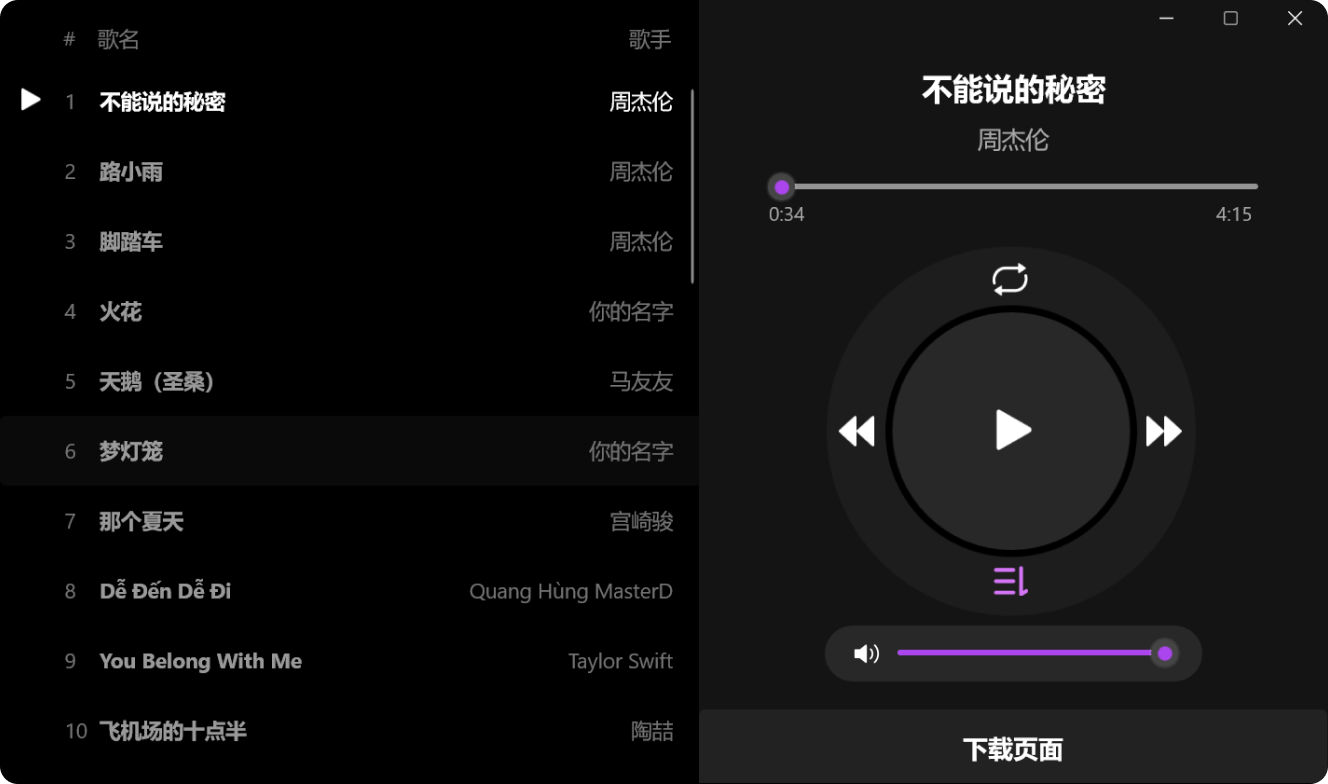 # 歌名 歌手
1 不能说的秘密 周杰伦
2 路小雨 周杰伦
3 脚踏车 周杰伦
4 火花 你的名字
5 天鹅（圣桑） 马友友
6 梦灯笼 你的名字
7 那个夏天 宫崎骏
8 Dễ Đến Dễ Đi Quang Hùng MasterD
9 You Belong With Me Taylor Swift
10 飞机场的十点半 陶喆
不能说的秘密
周杰伦
0:34 4:15
下载页面